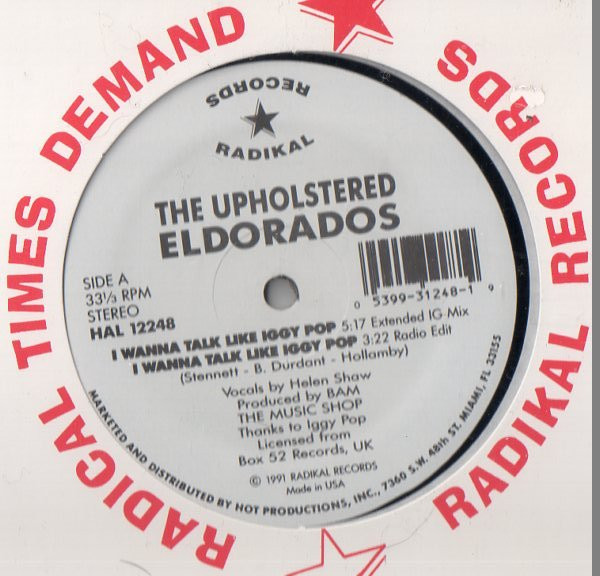 RADICAL TIMES DEMAND
RADIKAL RECORDS
RECORDS
RADIKAL
THE UPHOLSTERED
ELDORADOS
SIDE A
33⅓ RPM
STEREO
HAL 12248
0 5399-31248-1 9
I WANNA TALK LIKE IGGY POP 5:17 Extended IG-Mix
I WANNA TALK LIKE IGGY POP 3:22 Radio Edit
(Stennett - B. Durdant - Hollamby)
Vocals by Helen Shaw
Produced by BAM
THE MUSIC SHOP
Thanks to Iggy Pop
Licensed from
Box 52 Records, UK
© 1991 RADIKAL RECORDS
Made in USA
MARKETED AND DISTRIBUTED BY HOT PRODUCTIONS, INC., 7360 S.W. 48th ST. MIAMI, FL 33155